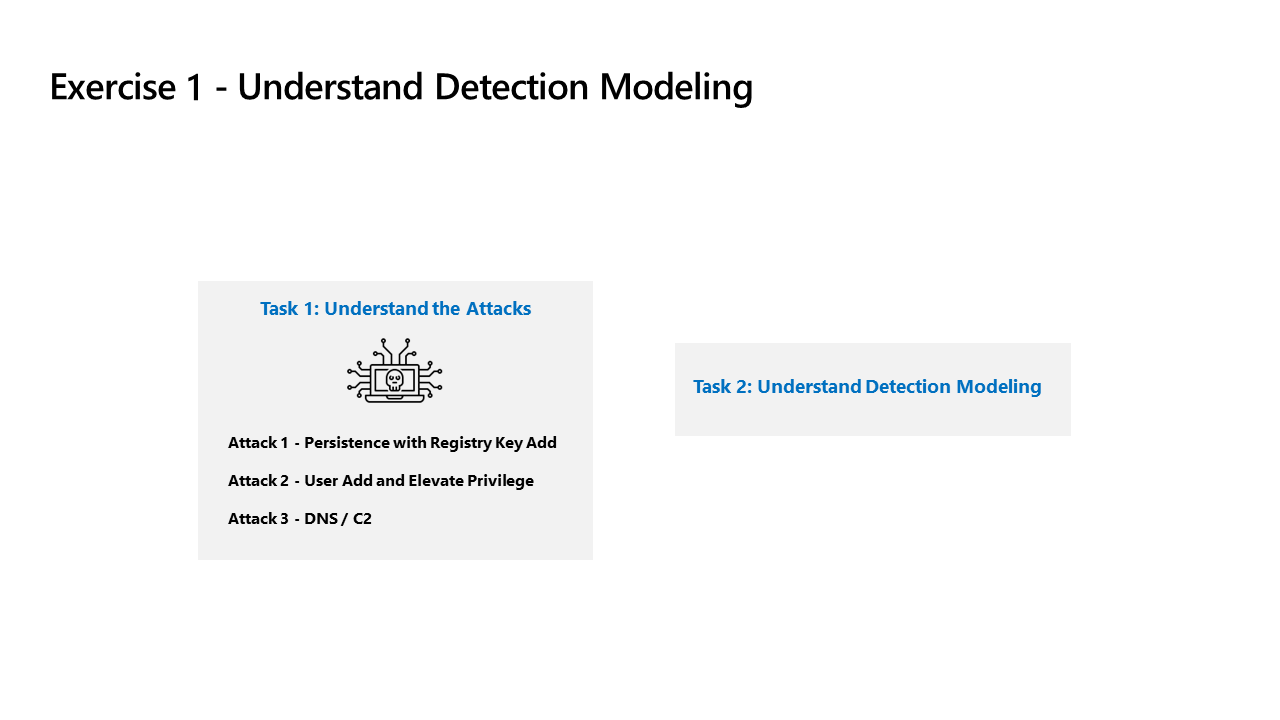 Exercise 1 - Understand Detection Modeling
Task 1: Understand the Attacks
Attack 1 - Persistence with Registry Key Add
Attack 2 - User Add and Elevate Privilege
Attack 3 - DNS / C2
Task 2: Understand Detection Modeling